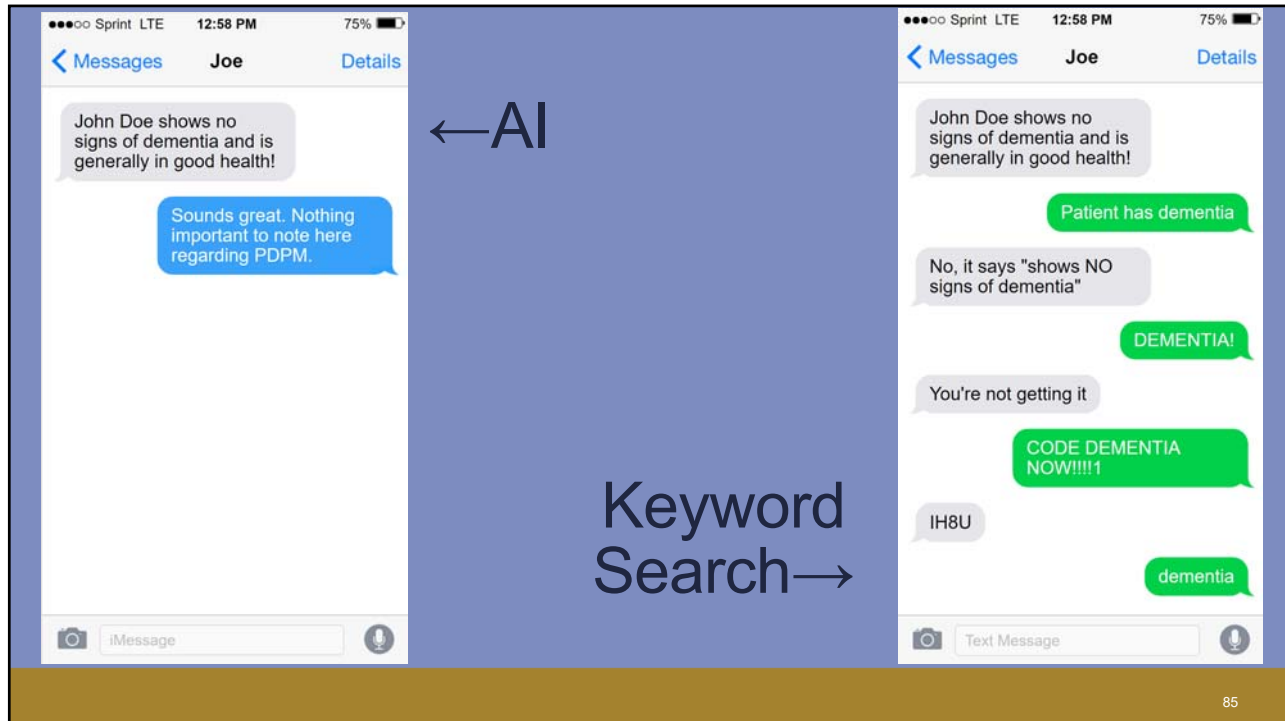 ●●●○○ Sprint LTE 12:58 PM 75%
Messages Joe Details
John Doe shows no
signs of dementia and is
generally in good health!
Sounds great. Nothing
important to note here
regarding PDPM.
iMessage
←AI
Keyword
Search→
●●●○○ Sprint LTE 12:58 PM 75%
Messages Joe Details
John Doe shows no
signs of dementia and is
generally in good health!
Patient has dementia
No, it says "shows NO
signs of dementia"
DEMENTIA!
You're not getting it
CODE DEMENTIA
NOW!!!!1
IH8U
dementia
Text Message
85